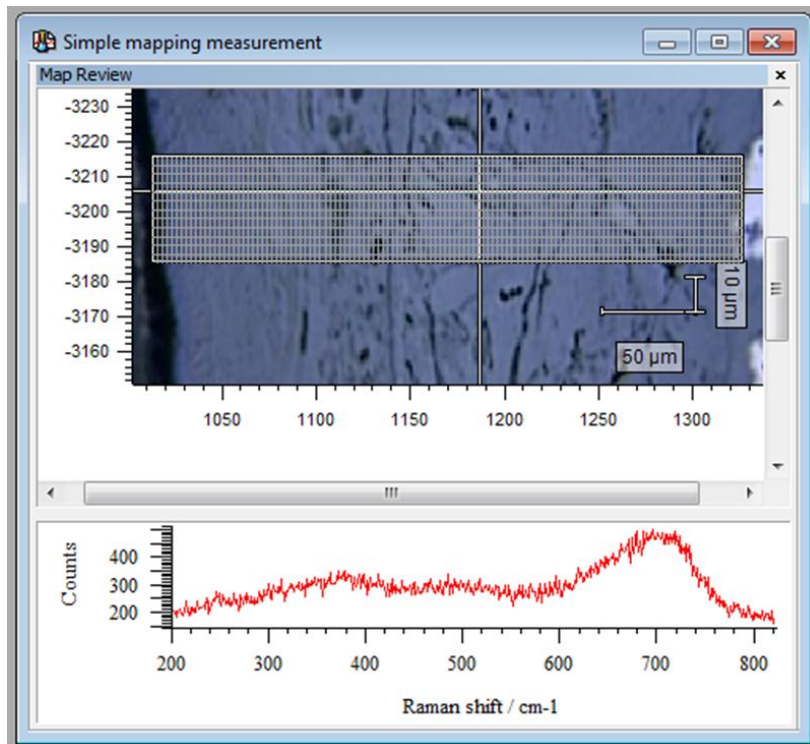 Simple mapping measurement
Map Review
-3230
-3220
-3210
-3200
-3190
-3180
-3170
-3160
10 µm
50 µm
1050 1100 1150 1200 1250 1300
Counts
400
300
200
200 300 400 500 600 700 800
Raman shift / cm-1